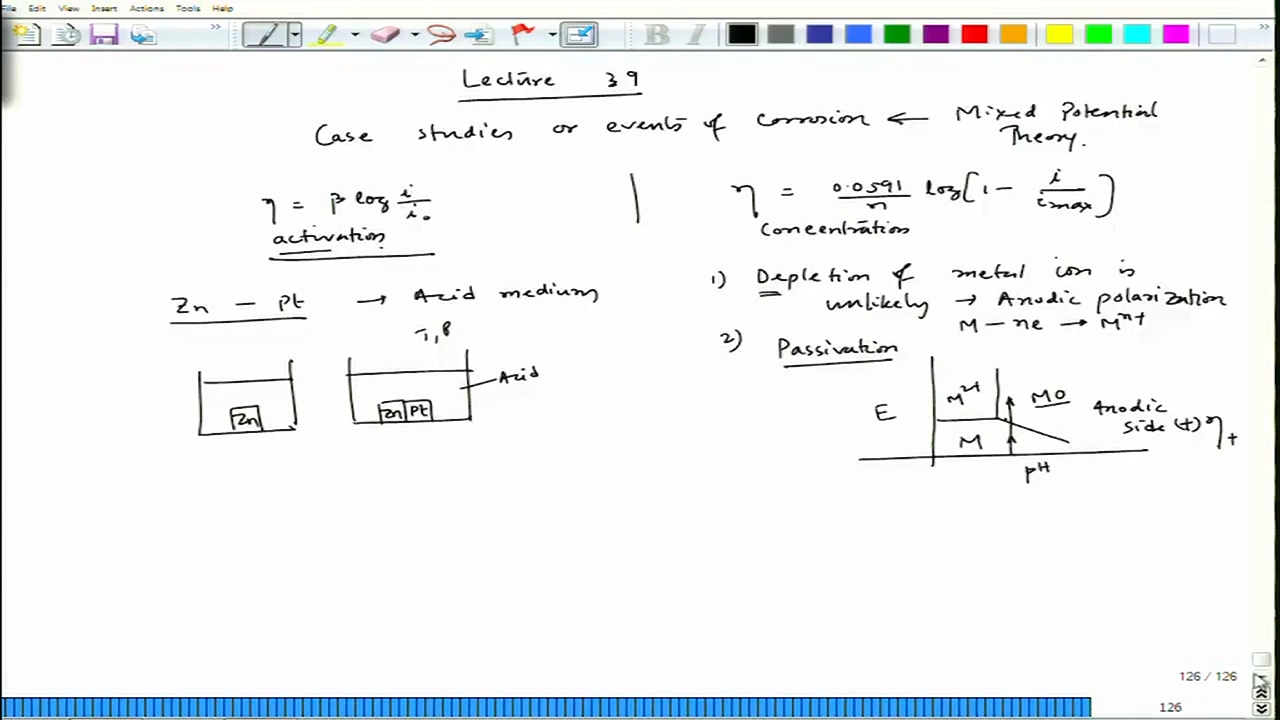 File Edit View Insert Actions Tools Help
Lecture 39
Case studies or events of corrosion ← Mixed Potential Theory.
η = β log i/i₀
activation
η = 0.0591/n log[1 - i/imax]
concentration
Zn - Pt → Acid medium
T, P
Zn
Zn Pt
Acid
1) Depletion of metal ion is
unlikely → Anodic polarization
M - ne → Mn+
2) Passivation
E
M2+
MO
M
pH
Anodic
side (+) η+
126 / 126
126